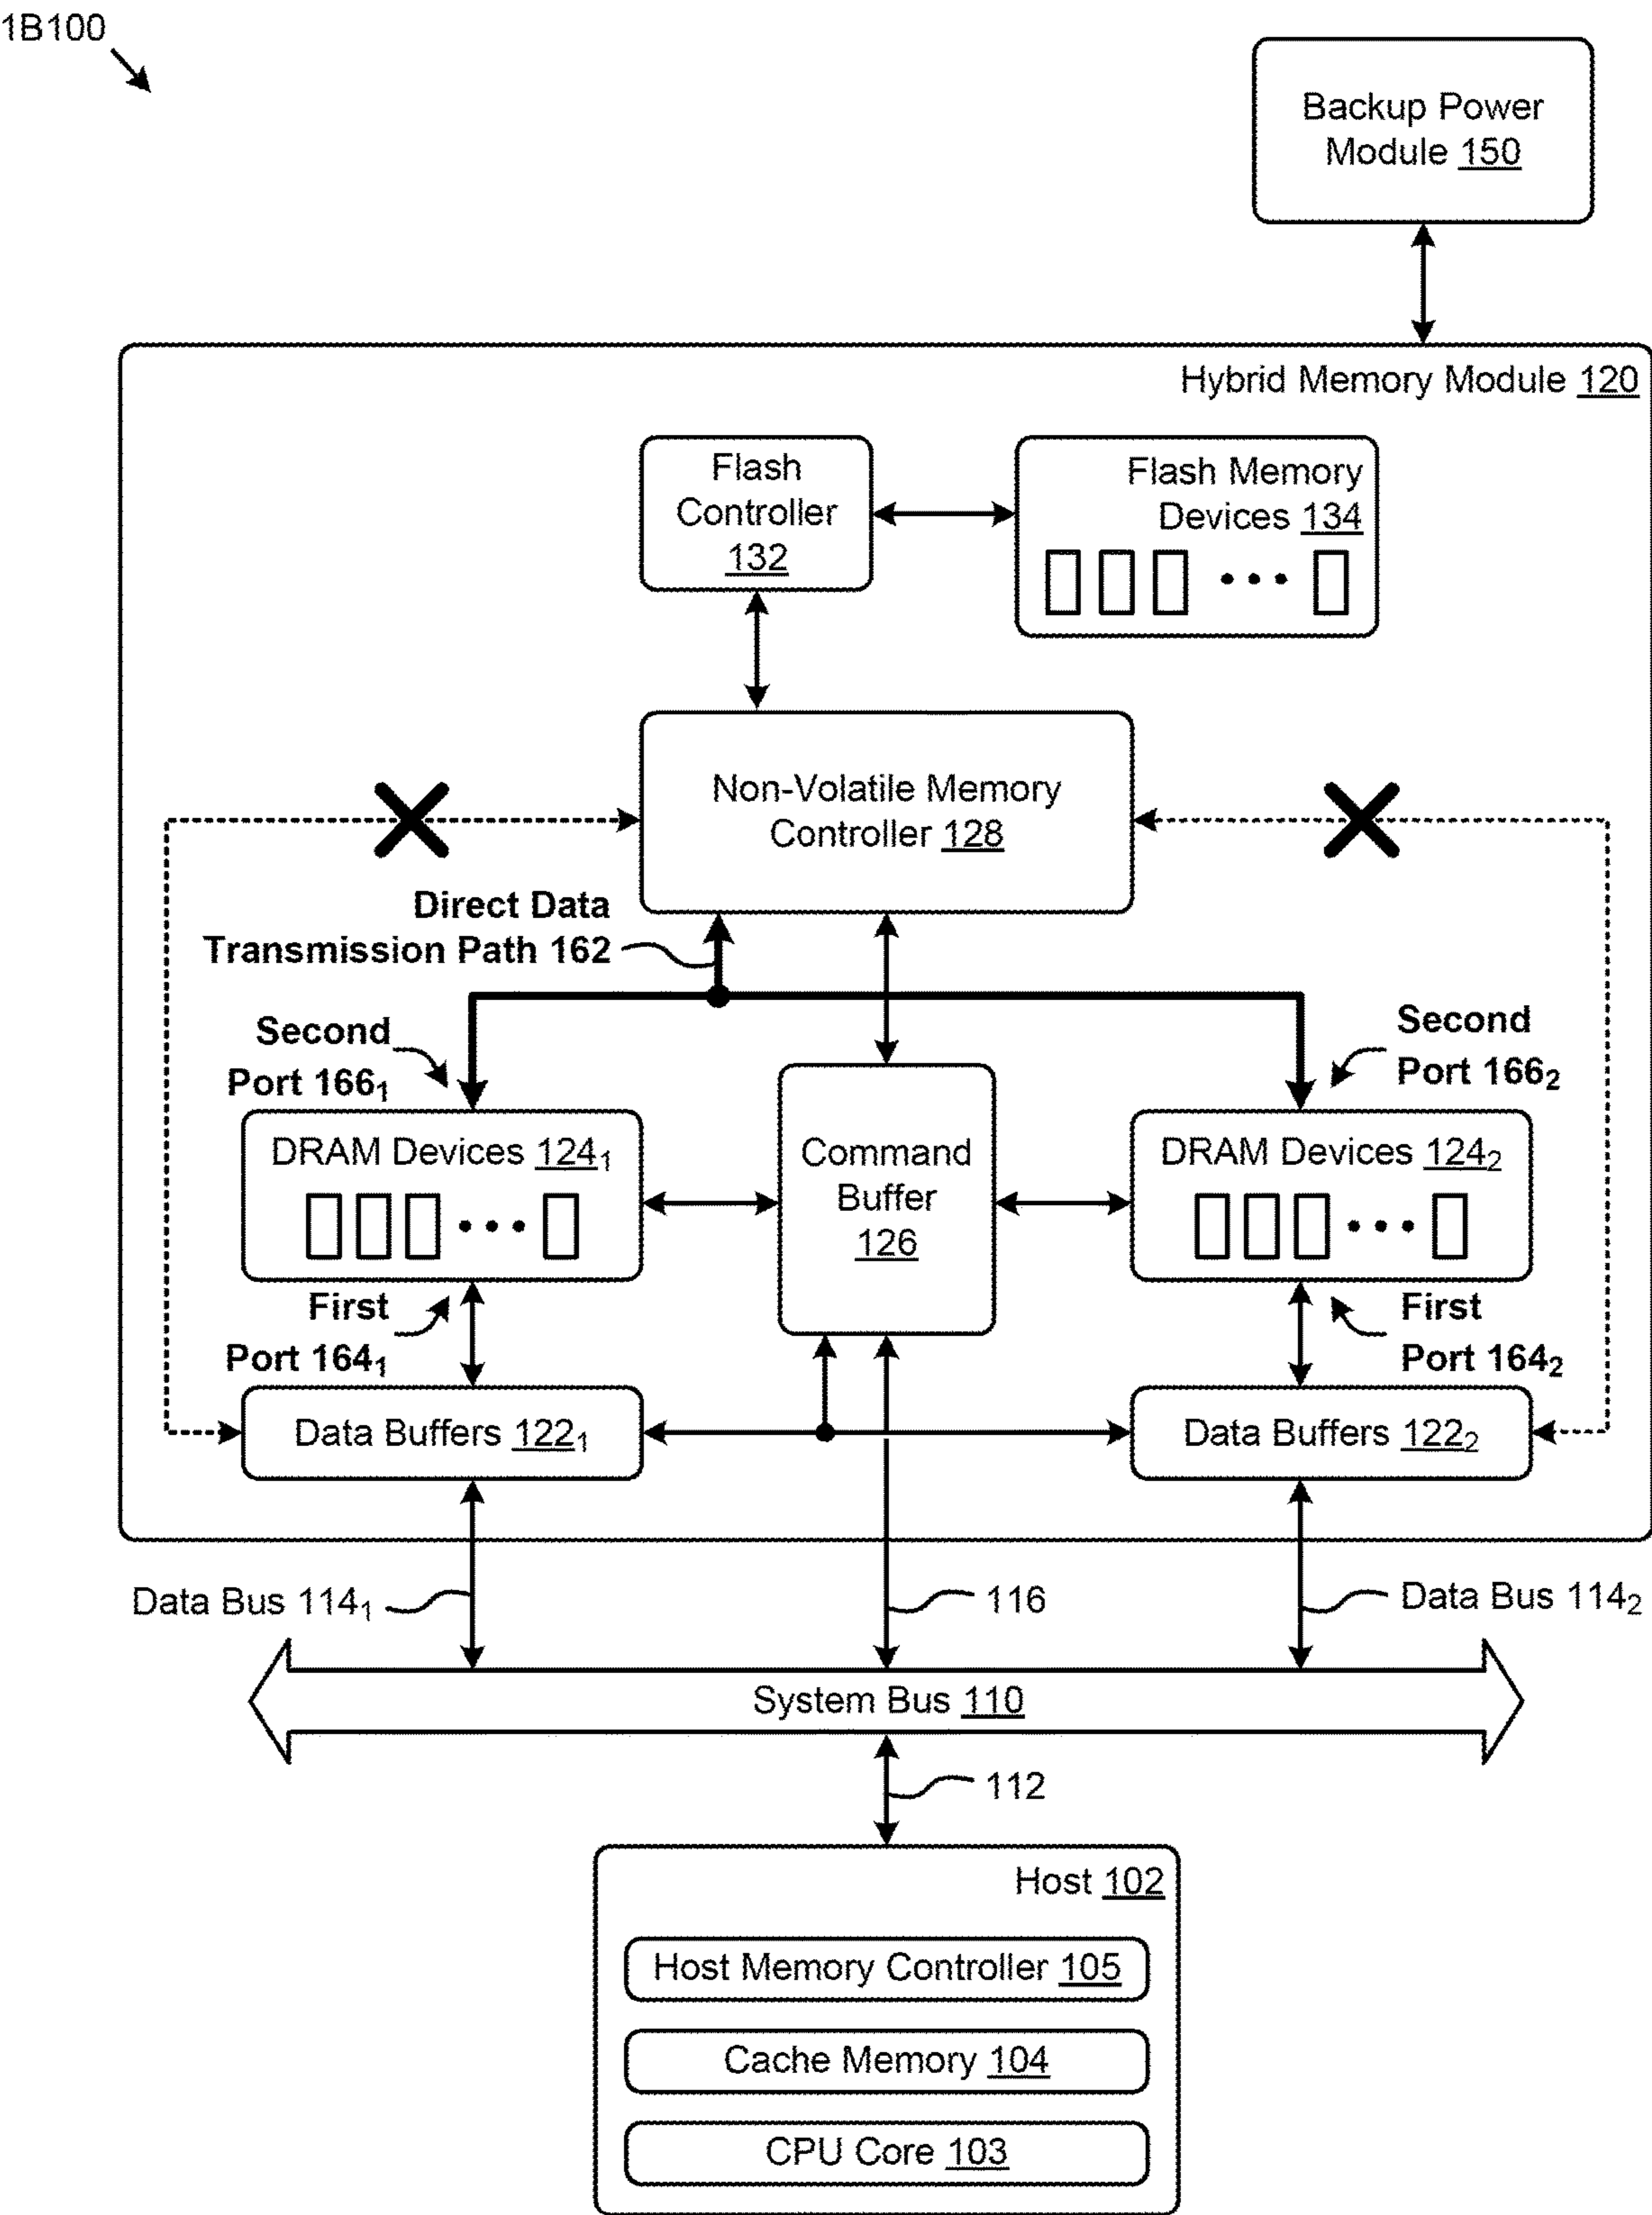 1B100
Backup Power
Module 150
Hybrid Memory Module 120
Flash
Controller
132
Flash Memory
Devices 134
Non-Volatile Memory
Controller 128
Direct Data
Transmission Path 162
Second
Port 166₁
Second
Port 166₂
DRAM Devices 124₁
Command
Buffer
126
DRAM Devices 124₂
First
Port 164₁
First
Port 164₂
Data Buffers 122₁
Data Buffers 122₂
Data Bus 114₁
116
Data Bus 114₂
System Bus 110
112
Host 102
Host Memory Controller 105
Cache Memory 104
CPU Core 103